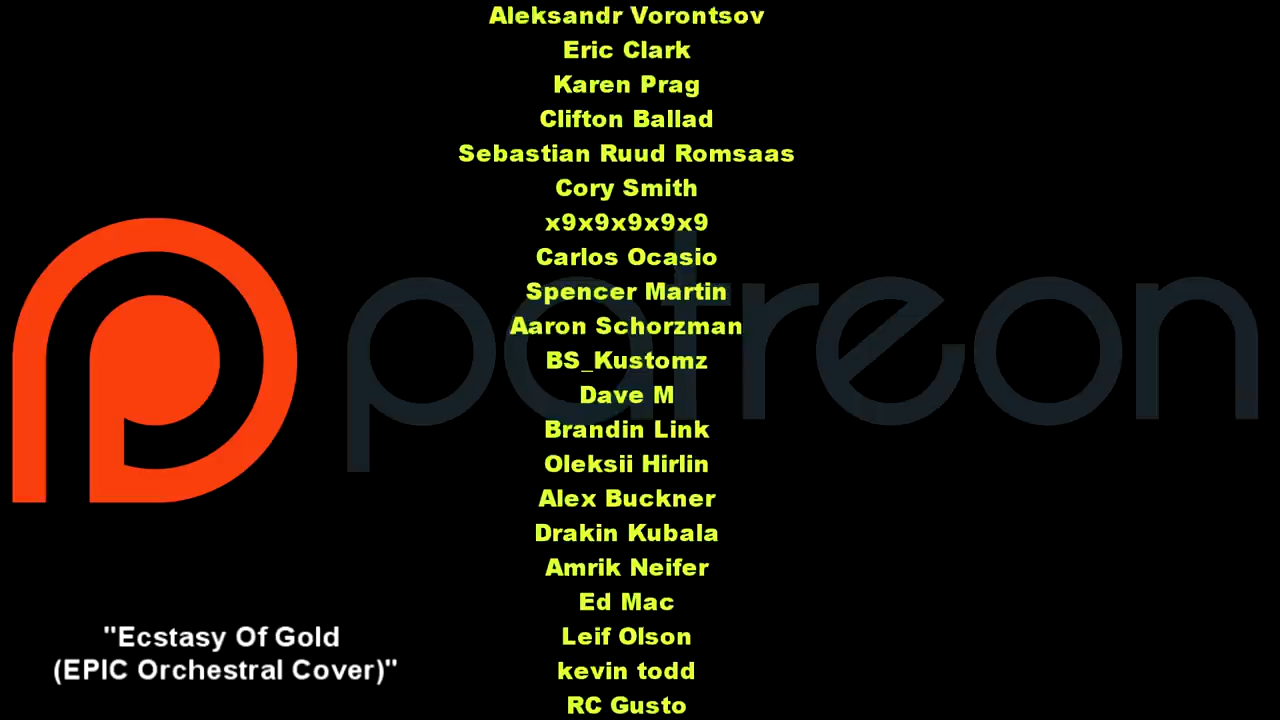 Aleksandr Vorontsov
Eric Clark
Karen Prag
Clifton Ballad
Sebastian Ruud Romsaas
Cory Smith
x9x9x9x9x9
Carlos Ocasio
Spencer Martin
Aaron Schorzman
BS_Kustomz
Dave M
Brandin Link
Oleksii Hirlin
Alex Buckner
Drakin Kubala
Amrik Neifer
Ed Mac
Leif Olson
kevin todd
RC Gusto
patreon
"Ecstasy Of Gold
(EPIC Orchestral Cover)"